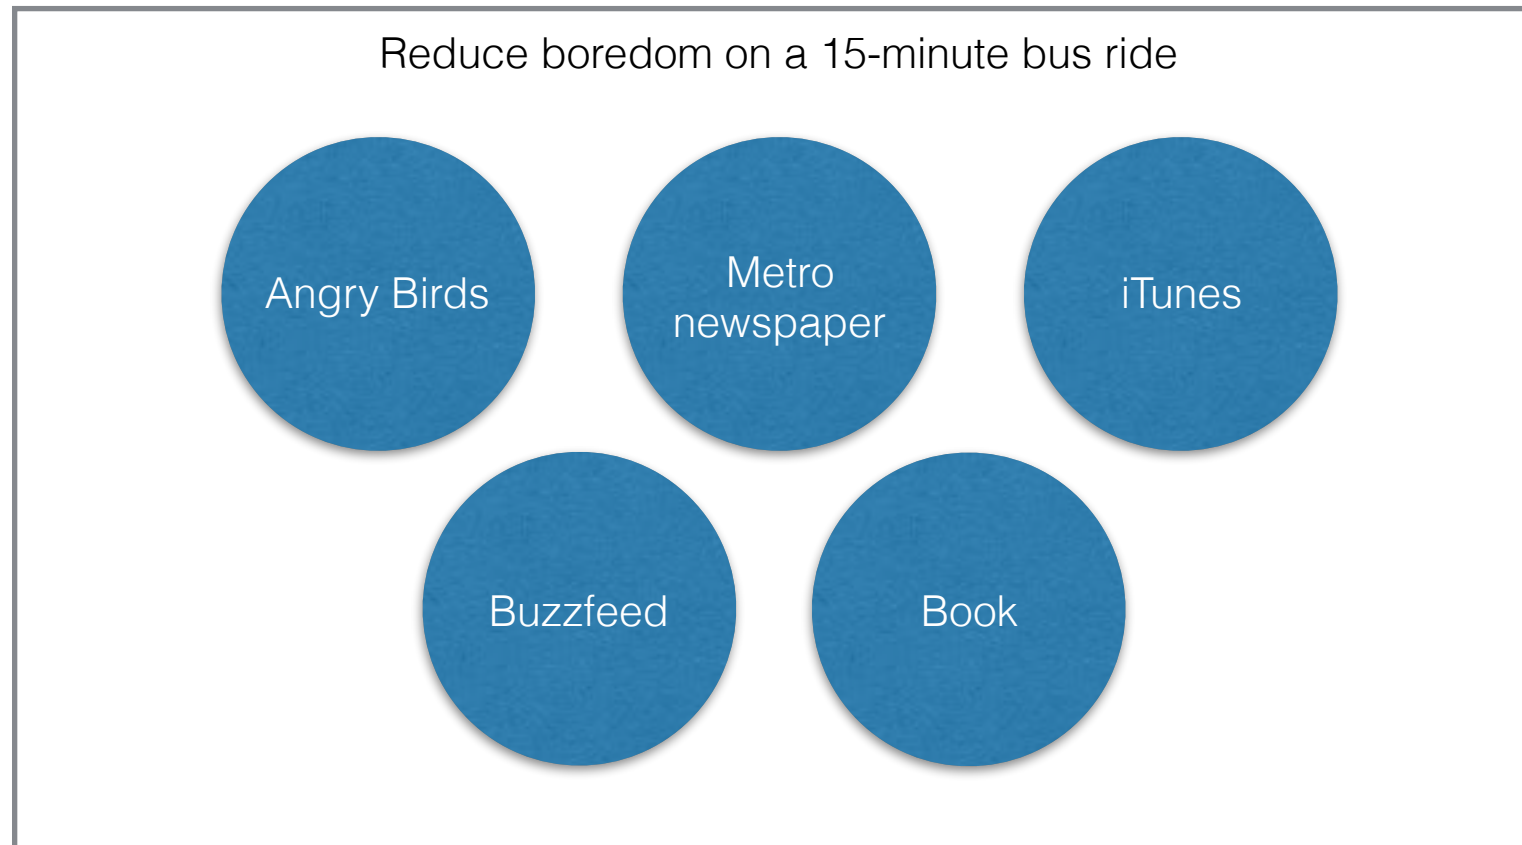 Reduce boredom on a 15-minute bus ride
Angry Birds
Metro
newspaper
iTunes
Buzzfeed
Book